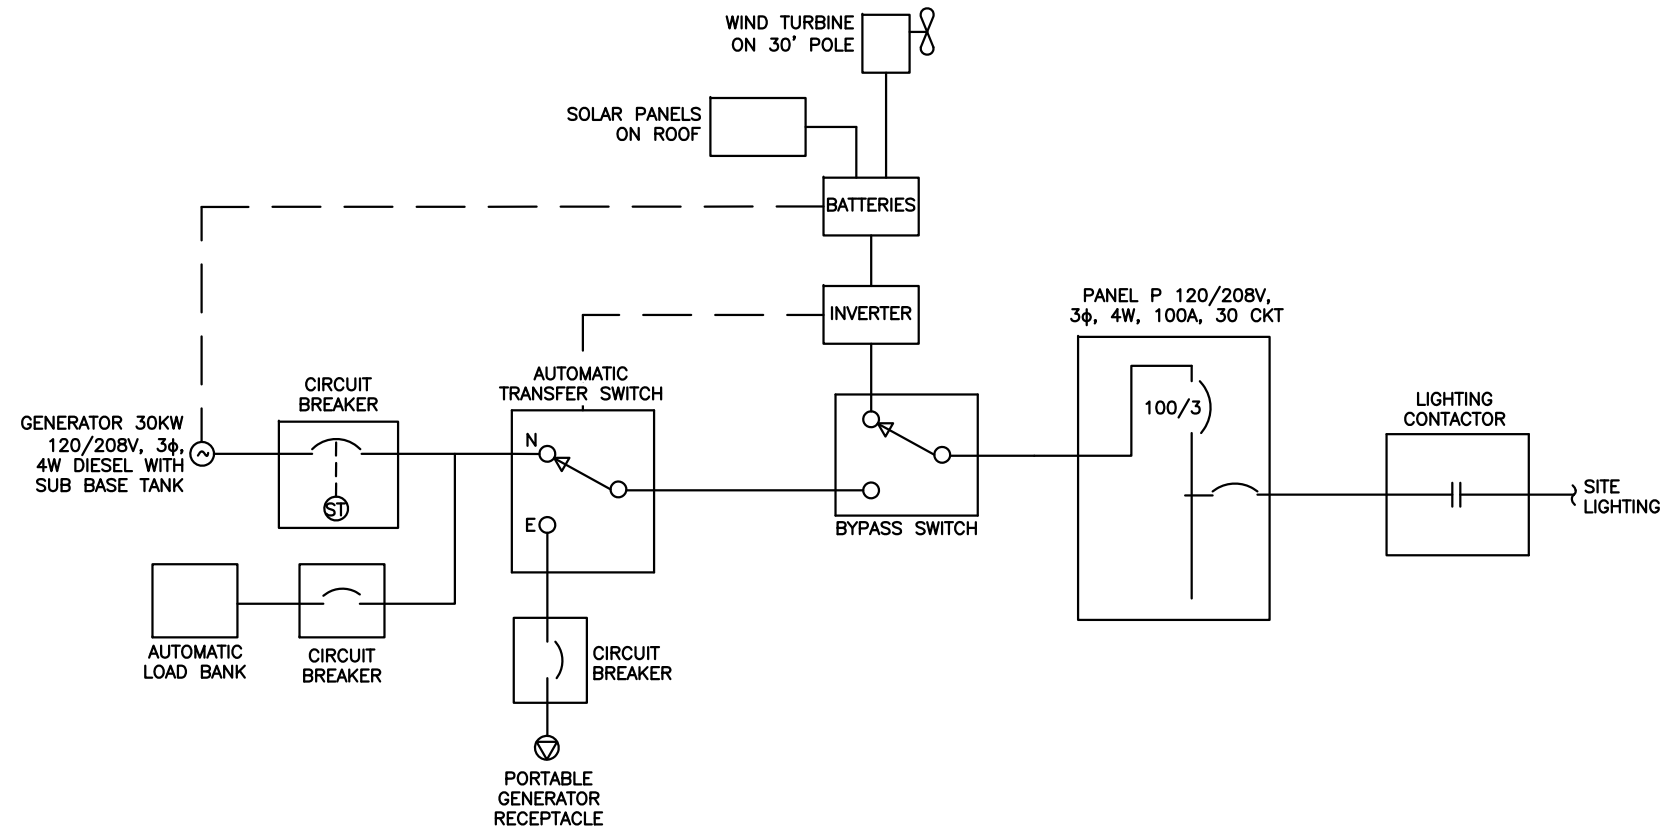 WIND TURBINE
ON 30' POLE
SOLAR PANELS
ON ROOF
BATTERIES
INVERTER
PANEL P 120/208V,
3ϕ, 4W, 100A, 30 CKT
100/3
AUTOMATIC
TRANSFER SWITCH
N
E
CIRCUIT
BREAKER
ST
GENERATOR 30KW
120/208V, 3ϕ,
4W DIESEL WITH
SUB BASE TANK
LIGHTING
CONTACTOR
SITE
LIGHTING
BYPASS SWITCH
AUTOMATIC
LOAD BANK
CIRCUIT
BREAKER
CIRCUIT
BREAKER
PORTABLE
GENERATOR
RECEPTACLE